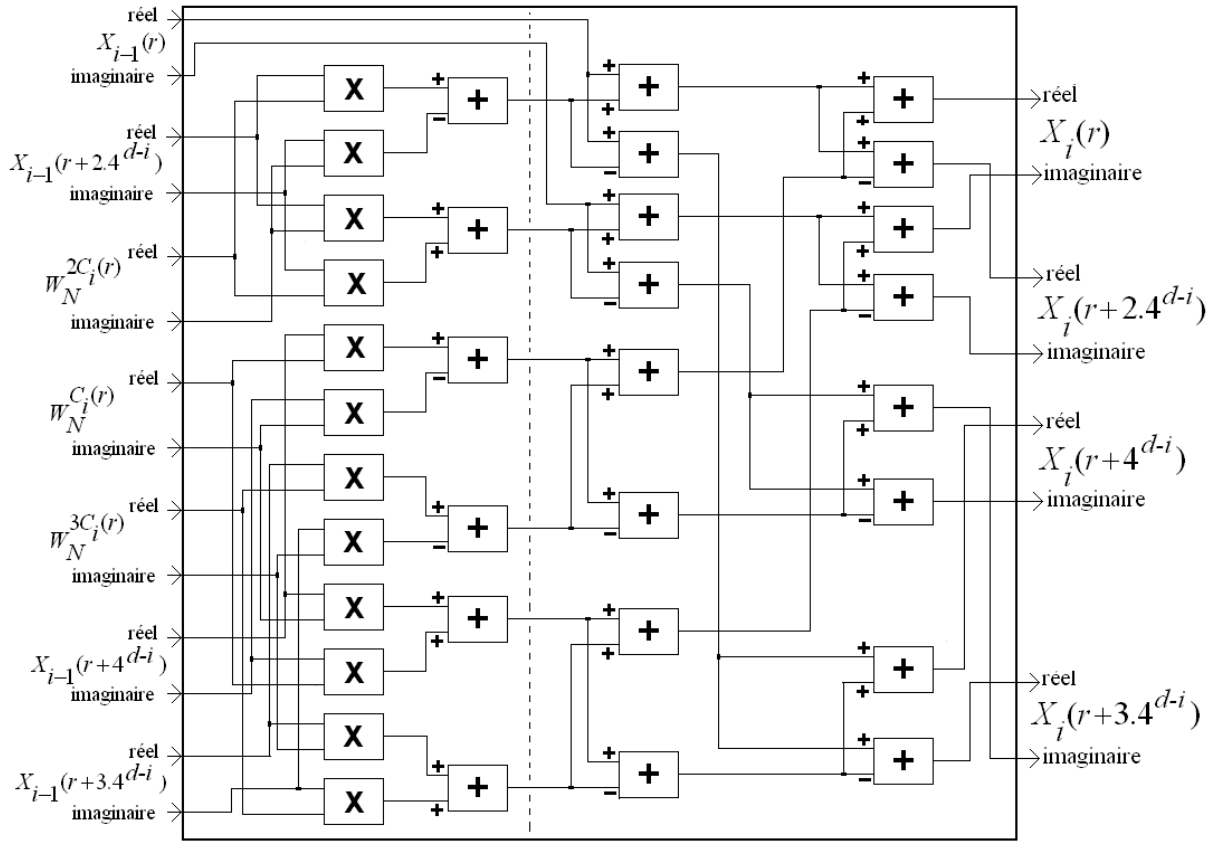 réel
X_{i-1}(r)
imaginaire
réel
X_{i-1}(r+2.4^{d-i})
imaginaire
réel
W_N^{2C_i(r)}
imaginaire
réel
W_N^{C_i(r)}
imaginaire
réel
W_N^{3C_i(r)}
imaginaire
réel
X_{i-1}(r+4^{d-i})
imaginaire
réel
X_{i-1}(r+3.4^{d-i})
imaginaire
X
X
X
X
X
X
X
X
X
X
X
X
+
−
+
+
+
+
+
−
+
+
−
+
+
+
+
+
+
+
+
+
+
−
+
+
+
+
+
−
+
+
+
+
+
−
+
+
+
+
+
−
+
+
+
+
+
−
+
+
+
+
+
−
+
+
+
+
+
−
+
+
+
+
+
−
+
réel
X_i(r)
imaginaire
réel
X_i(r+2.4^{d-i})
imaginaire
réel
X_i(r+4^{d-i})
imaginaire
réel
X_i(r+3.4^{d-i})
imaginaire